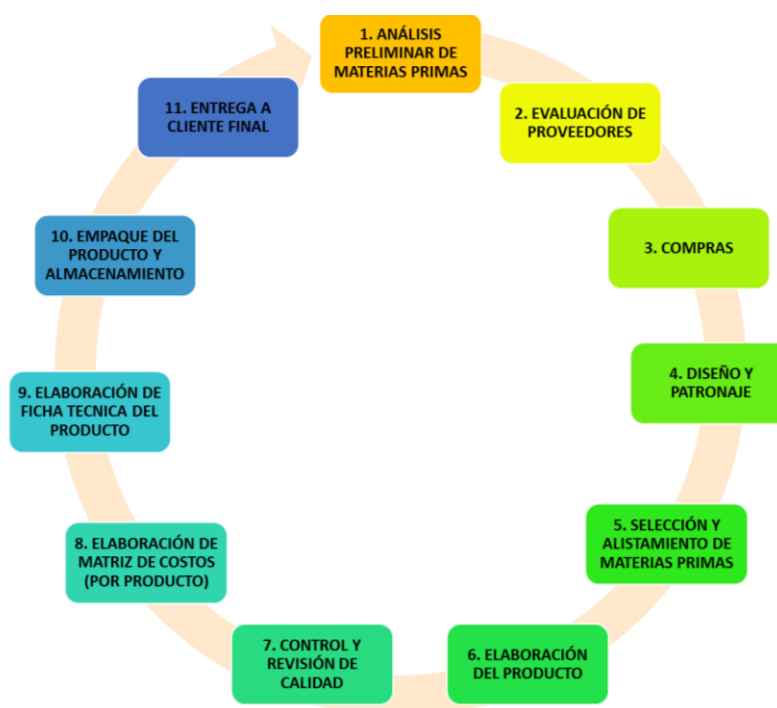 1. ANÁLISIS
PRELIMINAR DE
MATERIAS PRIMAS
2. EVALUACIÓN DE
PROVEEDORES
3. COMPRAS
4. DISEÑO Y
PATRONAJE
5. SELECCIÓN Y
ALISTAMIENTO DE
MATERIAS PRIMAS
6. ELABORACIÓN
DEL PRODUCTO
7. CONTROL Y
REVISIÓN DE
CALIDAD
8. ELABORACIÓN DE
MATRIZ DE COSTOS
(POR PRODUCTO)
9. ELABORACIÓN DE
FICHA TECNICA DEL
PRODUCTO
10. EMPAQUE DEL
PRODUCTO Y
ALMACENAMIENTO
11. ENTREGA A
CLIENTE FINAL